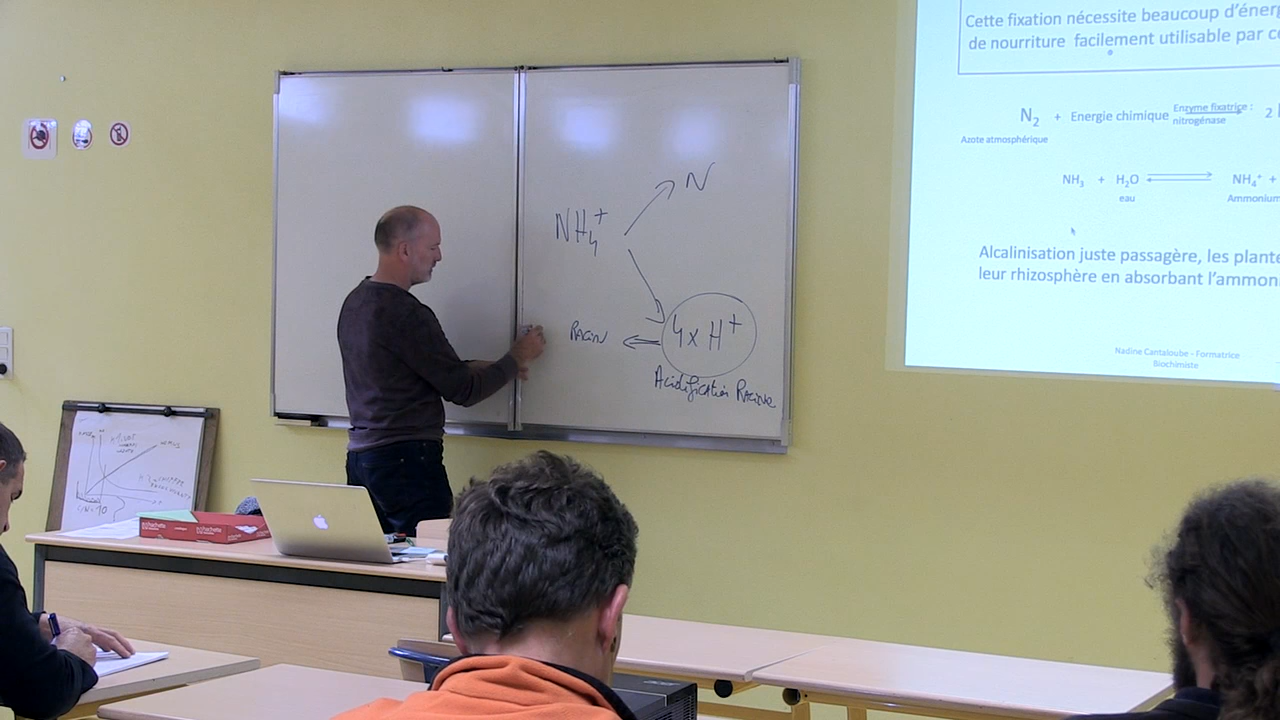 NH₄⁺
N
4 x H⁺
Racin
Acidification Racine
C/N = 10
Cette fixation nécessite beaucoup d'éner
de nourriture facilement utilisable par c
N₂ + Energie chimique Enzyme fixatrice : 2
nitrogénase
Azote atmosphérique
NH₃ + H₂O NH₄⁺ +
eau Ammonium
Alcalinisation juste passagère, les plante
leur rhizosphère en absorbant l'ammoni
Nadine Cantaloube - Formatrice
Biochimiste